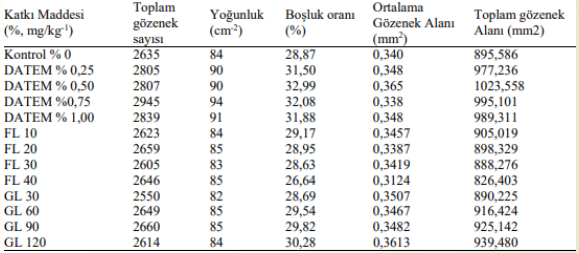 Katkı Maddesi (%, mg/kg⁻¹) Toplam gözenek sayısı Yoğunluk (cm⁻²) Boşluk oranı (%) Ortalama Gözenek Alanı (mm²) Toplam gözenek Alanı (mm2)
Kontrol % 0 2635 84 28,87 0,340 895,586
DATEM % 0,25 2805 90 31,50 0,348 977,236
DATEM % 0,50 2807 90 32,99 0,365 1023,558
DATEM %0,75 2945 94 32,08 0,338 995,101
DATEM % 1,00 2839 91 31,88 0,348 989,311
FL 10 2623 84 29,17 0,3457 905,019
FL 20 2659 85 28,95 0,3387 898,329
FL 30 2605 83 28,63 0,3419 888,276
FL 40 2646 85 26,64 0,3124 826,403
GL 30 2550 82 28,69 0,3507 890,225
GL 60 2649 85 29,54 0,3467 916,424
GL 90 2660 85 29,82 0,3482 925,142
GL 120 2614 84 30,28 0,3613 939,480